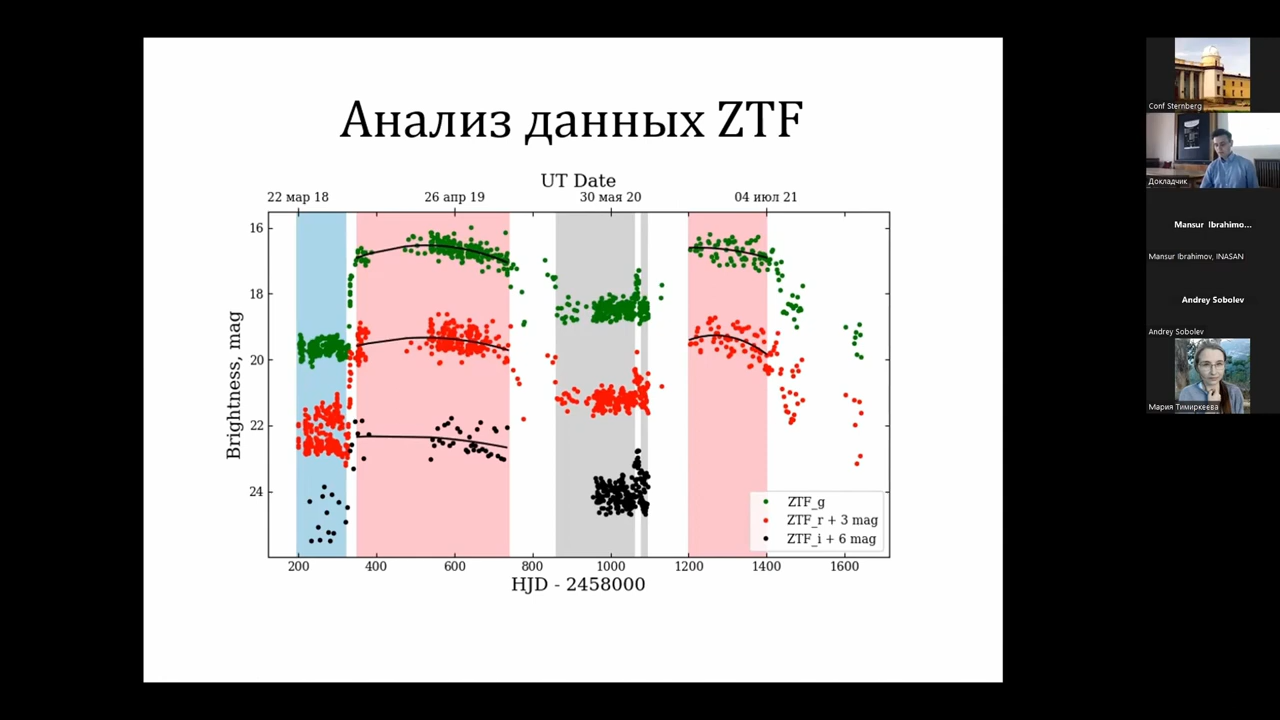 Анализ данных ZTF
UT Date
22 мар 18 26 апр 19 30 мая 20 04 июл 21
16
18
20
22
24
Brightness, mag
ZTF_g
ZTF_r + 3 mag
ZTF_i + 6 mag
200 400 600 800 1000 1200 1400 1600
HJD - 2458000
Conf Sternberg
Докладчик
Mansur Ibrahimo...
Mansur Ibrahimov, INASAN
Andrey Sobolev
Andrey Sobolev
Мария Тимиркеева